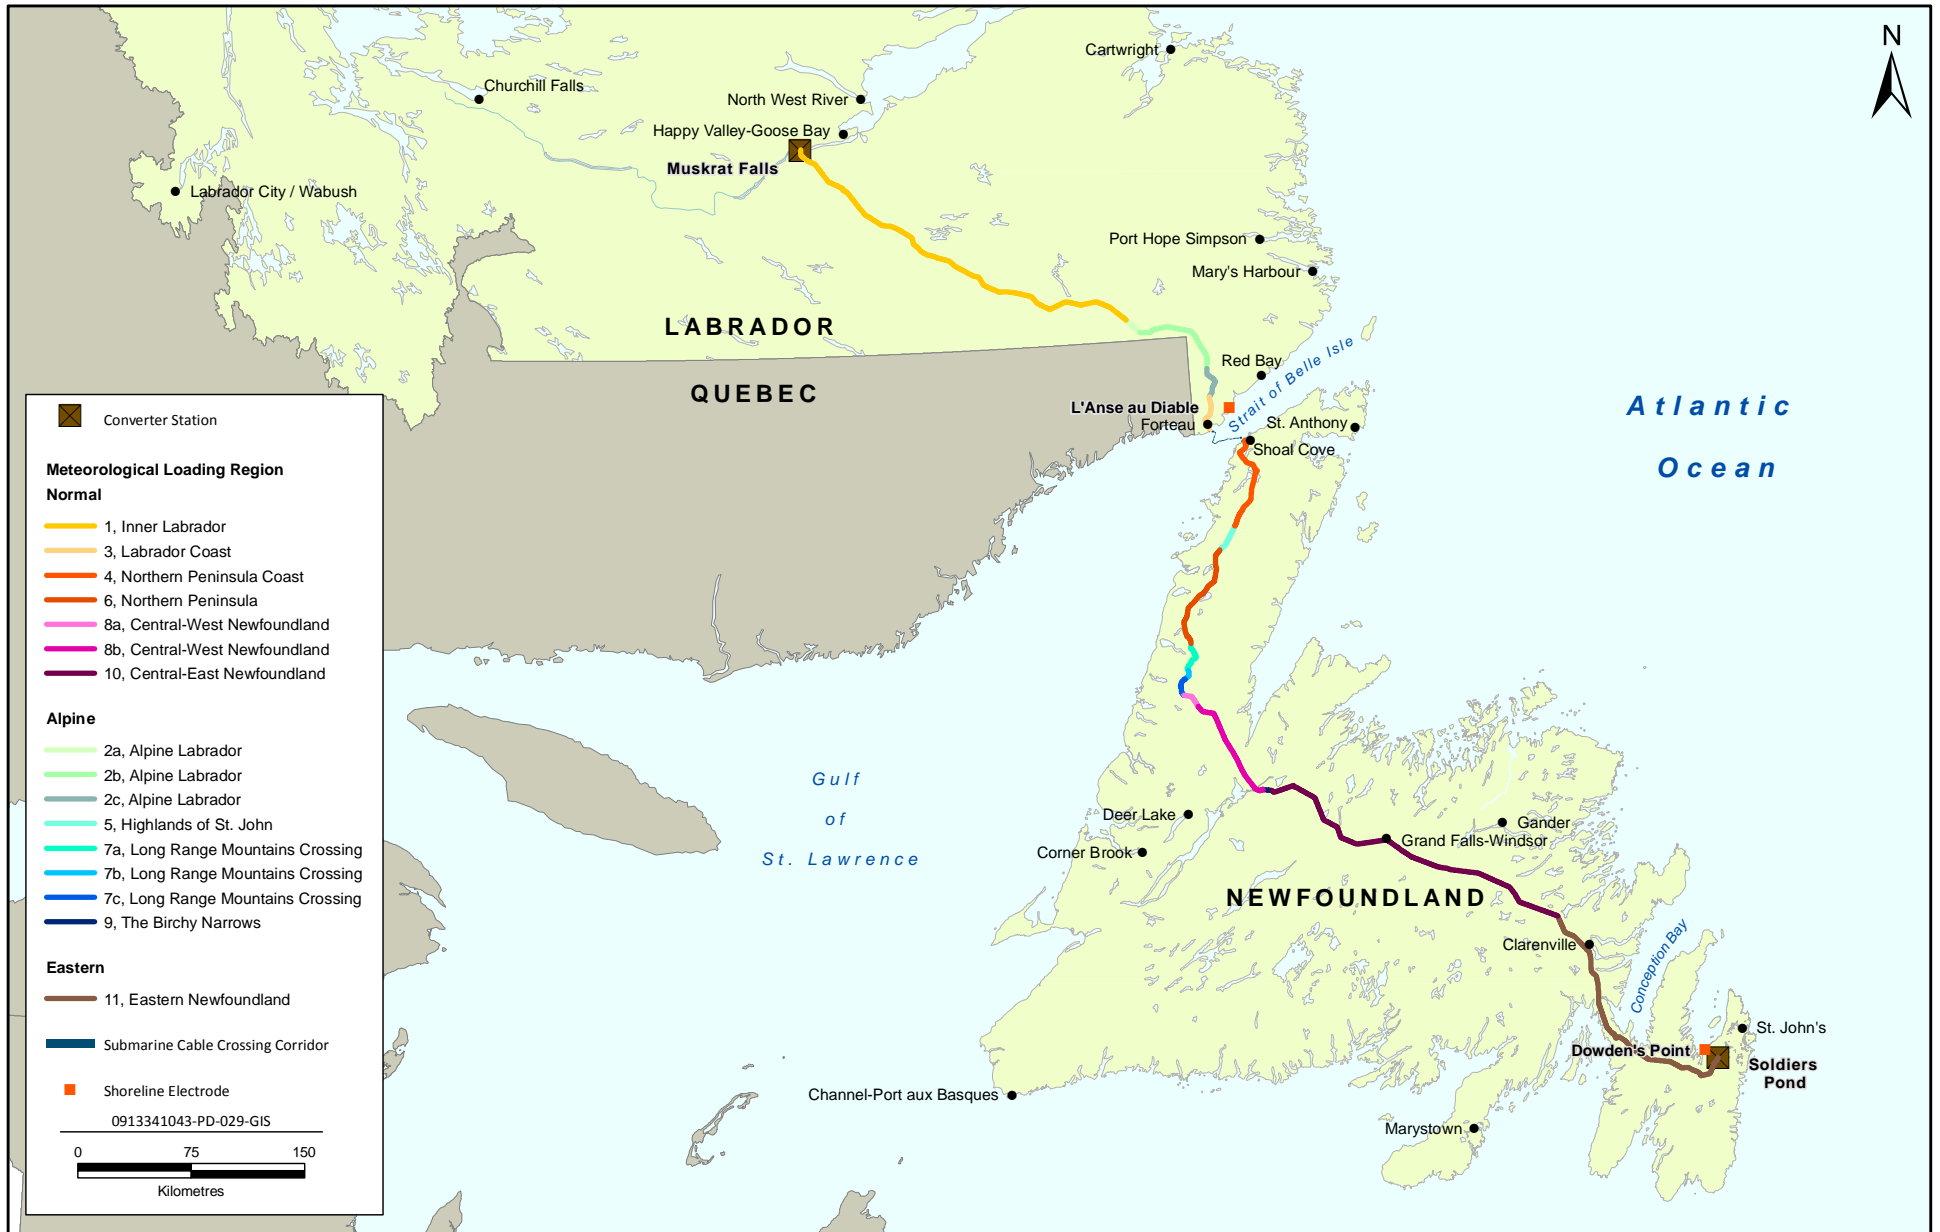 N
Cartwright
Churchill Falls
North West River
Happy Valley-Goose Bay
Muskrat Falls
Labrador City / Wabush
Port Hope Simpson
Mary's Harbour
LABRADOR
Strait of Belle Isle
Red Bay
QUEBEC
L'Anse au Diable
Forteau
St. Anthony
Shoal Cove
Atlantic
Ocean
Converter Station
Meteorological Loading Region
Normal
1, Inner Labrador
3, Labrador Coast
4, Northern Peninsula Coast
6, Northern Peninsula
8a, Central-West Newfoundland
8b, Central-West Newfoundland
10, Central-East Newfoundland
Alpine
2a, Alpine Labrador
2b, Alpine Labrador
2c, Alpine Labrador
5, Highlands of St. John
7a, Long Range Mountains Crossing
7b, Long Range Mountains Crossing
7c, Long Range Mountains Crossing
9, The Birchy Narrows
Eastern
11, Eastern Newfoundland
Submarine Cable Crossing Corridor
Shoreline Electrode
0913341043-PD-029-GIS
0 75 150
Kilometres
Gulf
of
St. Lawrence
Deer Lake
Corner Brook
Gander
Grand Falls-Windsor
NEWFOUNDLAND
Clarenville
Conception Bay
St. John's
Dowden's Point
Soldiers
Pond
Channel-Port aux Basques
Marystown